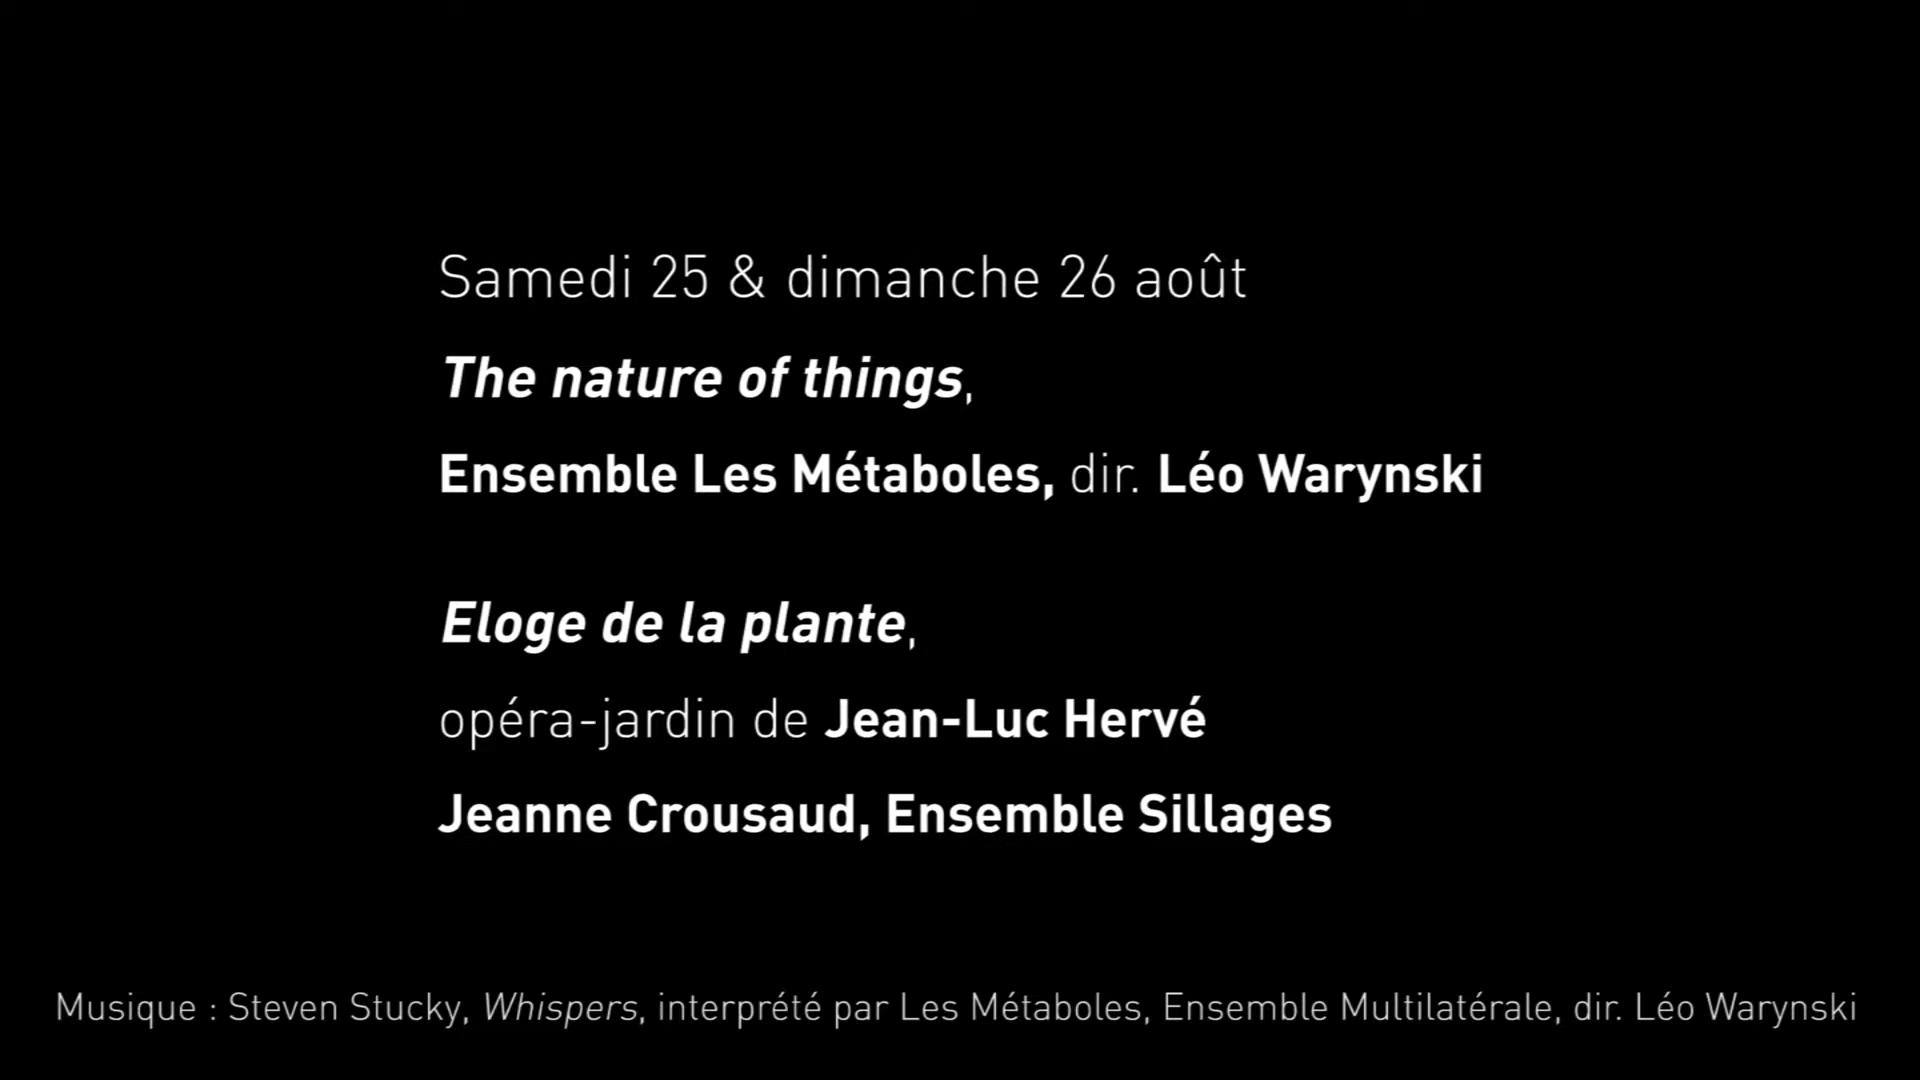 Samedi 25 & dimanche 26 août
The nature of things,
Ensemble Les Métaboles, dir. Léo Warynski
Eloge de la plante,
opéra-jardin de Jean-Luc Hervé
Jeanne Crousaud, Ensemble Sillages
Musique : Steven Stucky, Whispers, interprété par Les Métaboles, Ensemble Multilatérale, dir. Léo Warynski